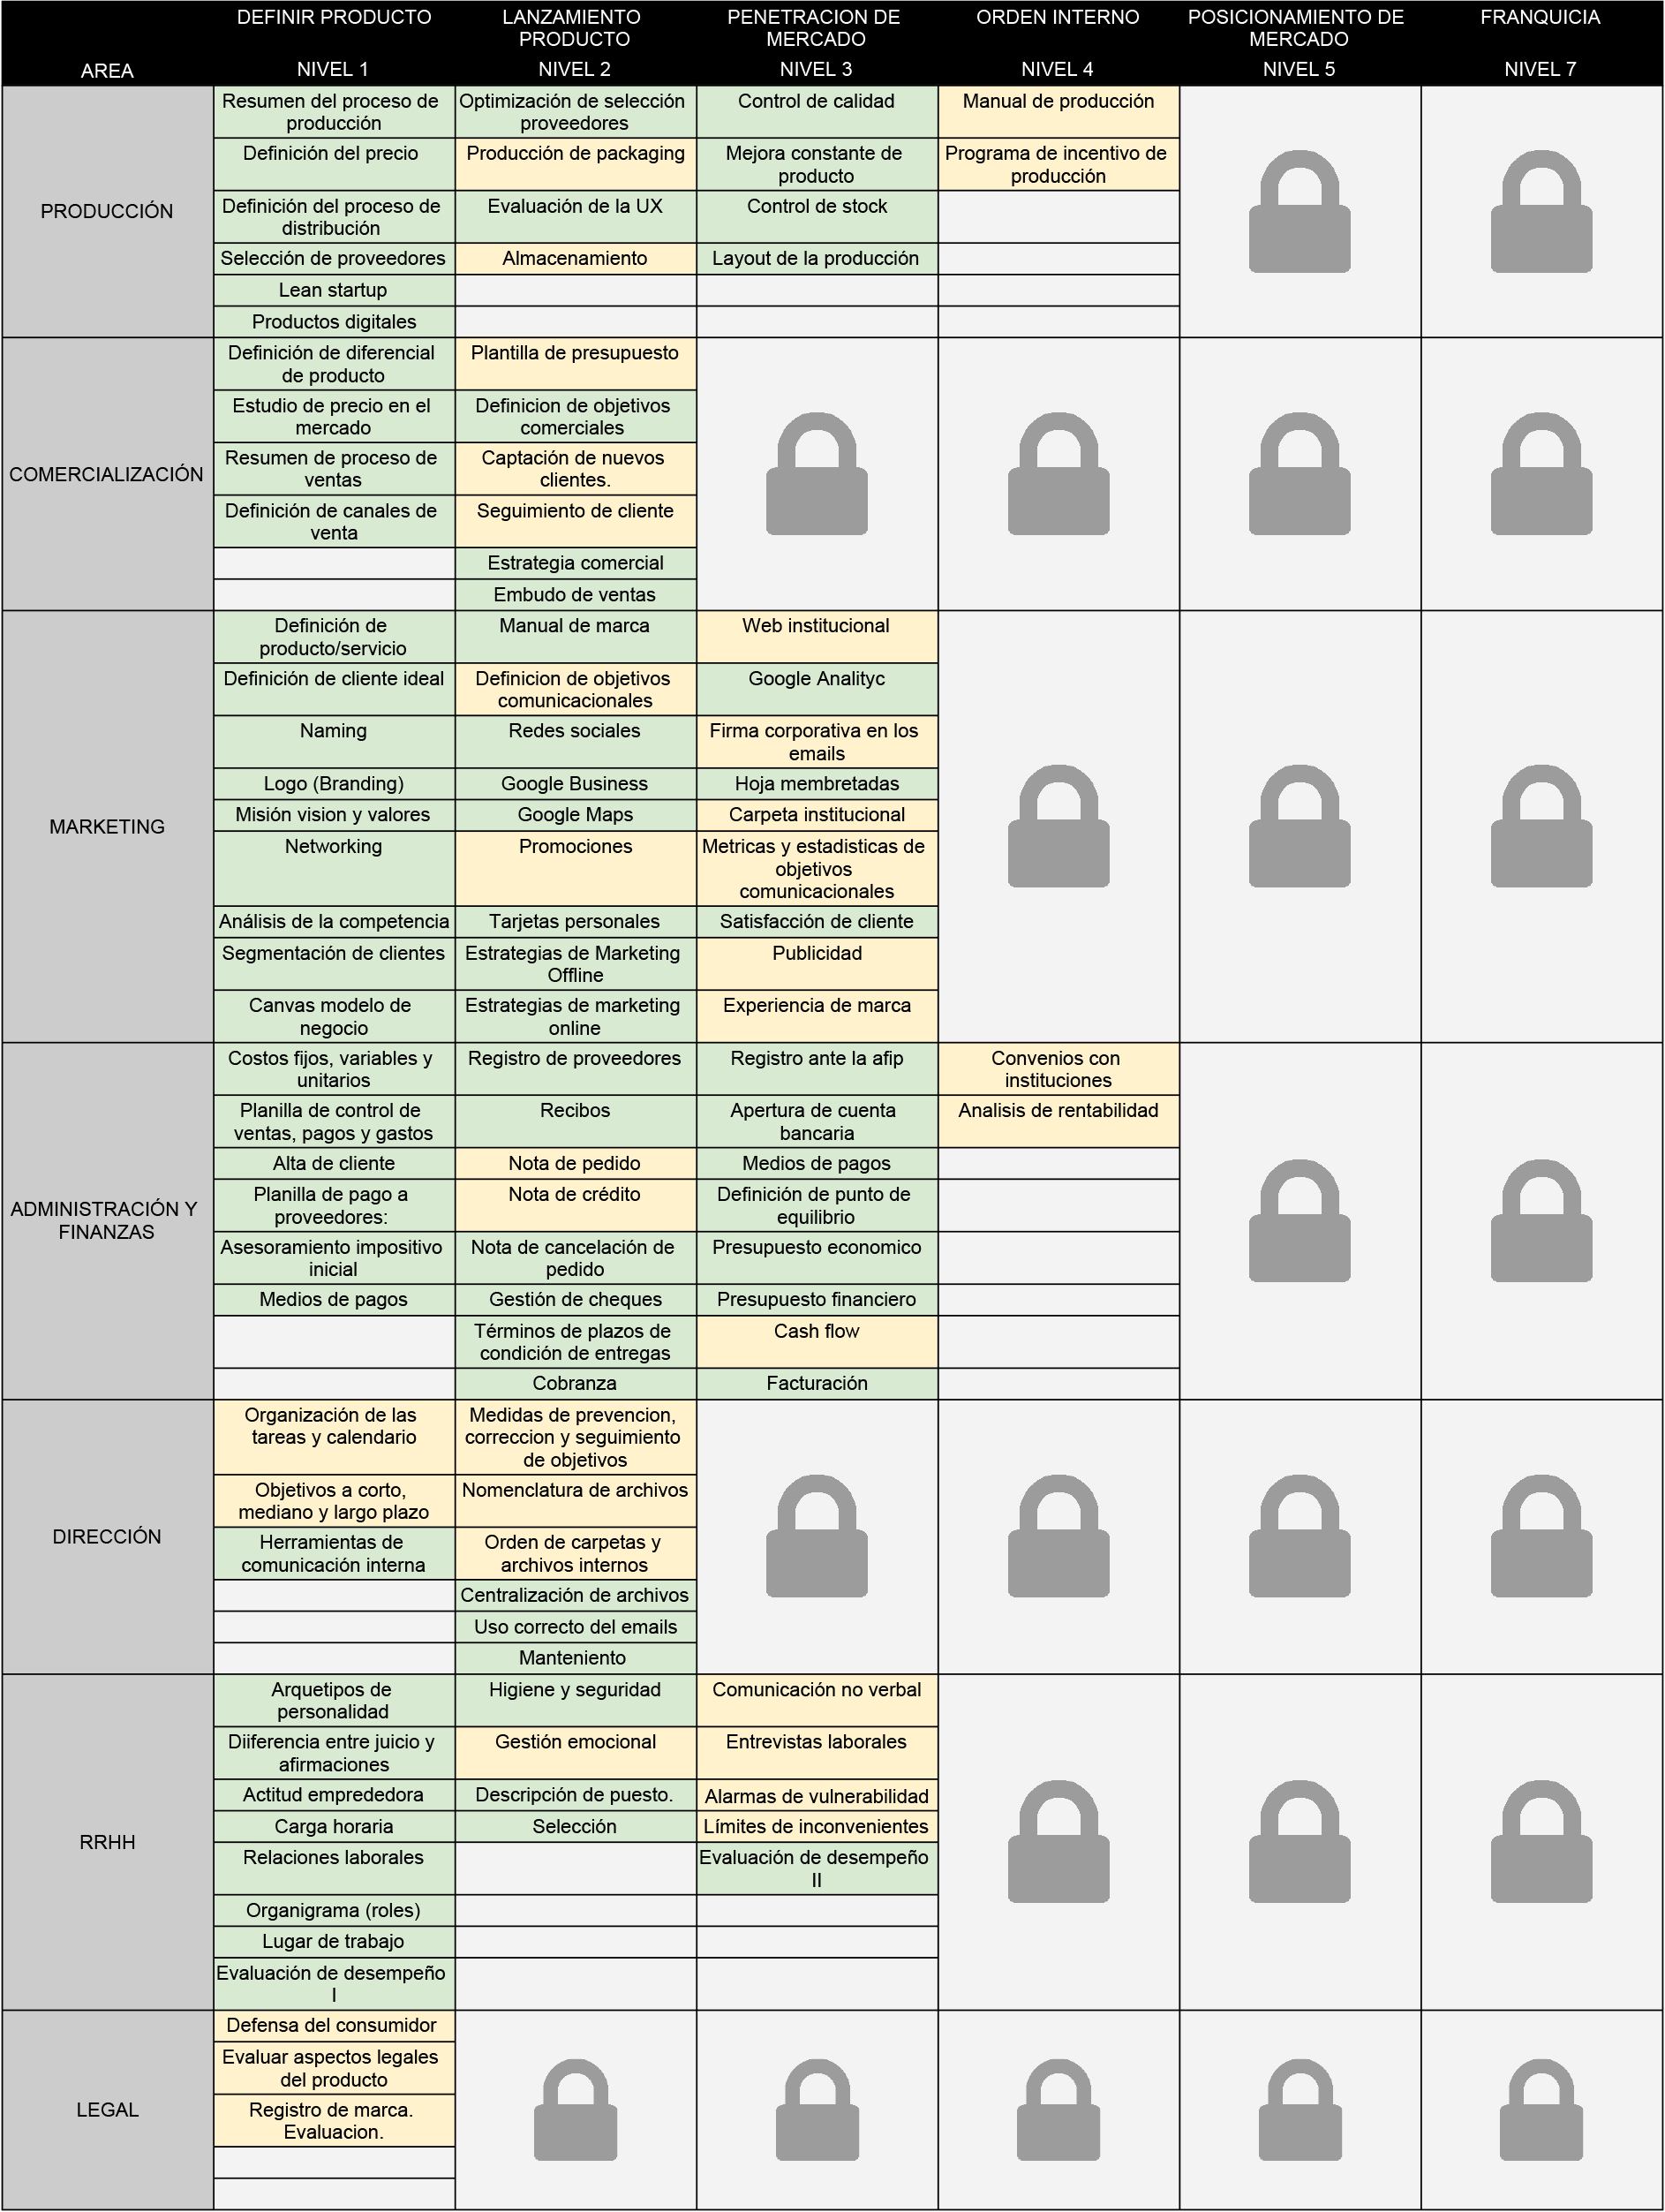 DEFINIR PRODUCTO
LANZAMIENTO
PRODUCTO
PENETRACION DE
MERCADO
ORDEN INTERNO
POSICIONAMIENTO DE
MERCADO
FRANQUICIA
AREA
NIVEL 1
NIVEL 2
NIVEL 3
NIVEL 4
NIVEL 5
NIVEL 7
PRODUCCIÓN
Resumen del proceso de
producción
Optimización de selección
proveedores
Control de calidad
Manual de producción
Definición del precio
Producción de packaging
Mejora constante de
producto
Programa de incentivo de
producción
Definición del proceso de
distribución
Evaluación de la UX
Control de stock
Selección de proveedores
Almacenamiento
Layout de la producción
Lean startup
Productos digitales
COMERCIALIZACIÓN
Definición de diferencial
de producto
Plantilla de presupuesto
Estudio de precio en el
mercado
Definicion de objetivos
comerciales
Resumen de proceso de
ventas
Captación de nuevos
clientes.
Definición de canales de
venta
Seguimiento de cliente
Estrategia comercial
Embudo de ventas
MARKETING
Definición de
producto/servicio
Manual de marca
Web institucional
Definición de cliente ideal
Definicion de objetivos
comunicacionales
Google Analityc
Naming
Redes sociales
Firma corporativa en los
emails
Logo (Branding)
Google Business
Hoja membretadas
Misión vision y valores
Google Maps
Carpeta institucional
Networking
Promociones
Metricas y estadisticas de
objetivos
comunicacionales
Análisis de la competencia
Tarjetas personales
Satisfacción de cliente
Segmentación de clientes
Estrategias de Marketing
Offline
Publicidad
Canvas modelo de
negocio
Estrategias de marketing
online
Experiencia de marca
ADMINISTRACIÓN Y
FINANZAS
Costos fijos, variables y
unitarios
Registro de proveedores
Registro ante la afip
Convenios con
instituciones
Planilla de control de
ventas, pagos y gastos
Recibos
Apertura de cuenta
bancaria
Analisis de rentabilidad
Alta de cliente
Nota de pedido
Medios de pagos
Planilla de pago a
proveedores:
Nota de crédito
Definición de punto de
equilibrio
Asesoramiento impositivo
inicial
Nota de cancelación de
pedido
Presupuesto economico
Medios de pagos
Gestión de cheques
Presupuesto financiero
Términos de plazos de
condición de entregas
Cash flow
Cobranza
Facturación
DIRECCIÓN
Organización de las
tareas y calendario
Medidas de prevencion,
correccion y seguimiento
de objetivos
Objetivos a corto,
mediano y largo plazo
Nomenclatura de archivos
Herramientas de
comunicación interna
Orden de carpetas y
archivos internos
Centralización de archivos
Uso correcto del emails
Manteniento
RRHH
Arquetipos de
personalidad
Higiene y seguridad
Comunicación no verbal
Diiferencia entre juicio y
afirmaciones
Gestión emocional
Entrevistas laborales
Actitud empredeora
Descripción de puesto.
Alarmas de vulnerabilidad
Carga horaria
Selección
Límites de inconvenientes
Relaciones laborales
Evaluación de desempeño
II
Organigrama (roles)
Lugar de trabajo
Evaluación de desempeño
I
LEGAL
Defensa del consumidor
Evaluar aspectos legales
del producto
Registro de marca.
Evaluacion.